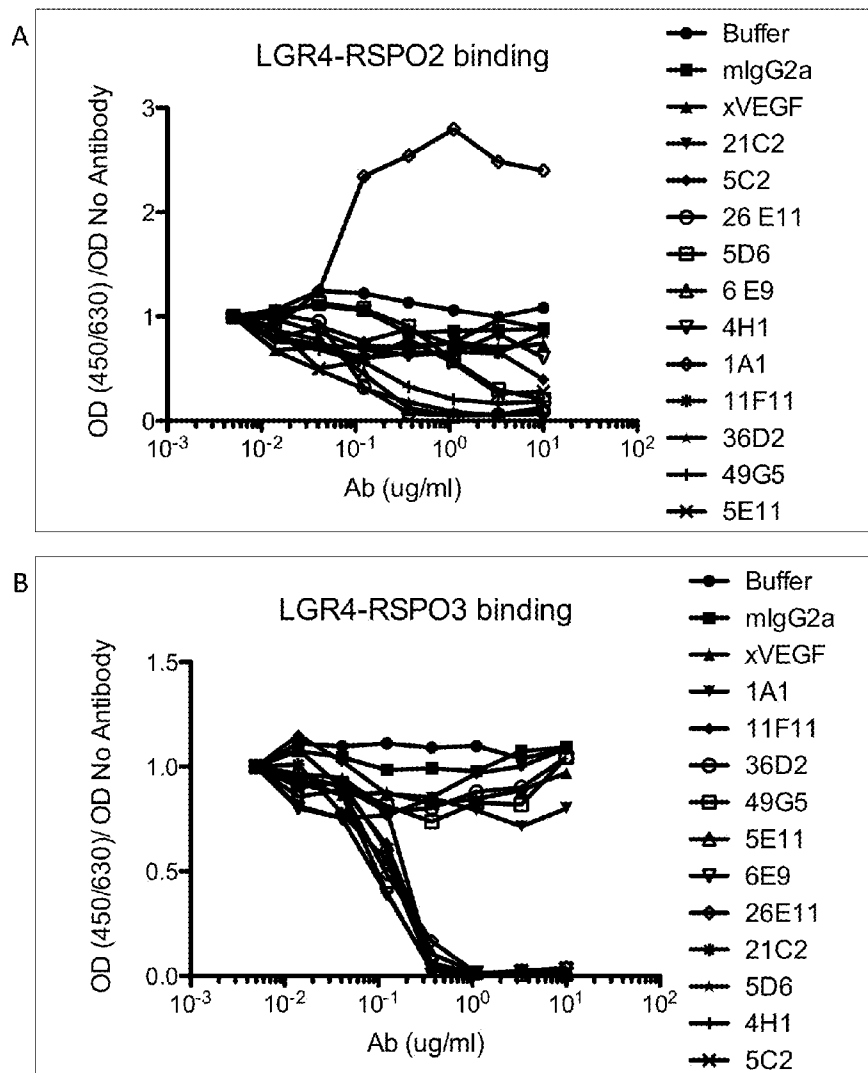 A
LGR4-RSPO2 binding
OD (450/630) /OD No Antibody
3
2
1
0
10-3
10-2
10-1
100
101
102
Ab (ug/ml)
Buffer
mIgG2a
xVEGF
21C2
5C2
26 E11
5D6
6 E9
4H1
1A1
11F11
36D2
49G5
5E11
B
LGR4-RSPO3 binding
OD (450/630)/ OD No Antibody
1.5
1.0
0.5
0.0
10-3
10-2
10-1
100
101
102
Ab (ug/ml)
Buffer
mIgG2a
xVEGF
1A1
11F11
36D2
49G5
5E11
6E9
26E11
21C2
5D6
4H1
5C2